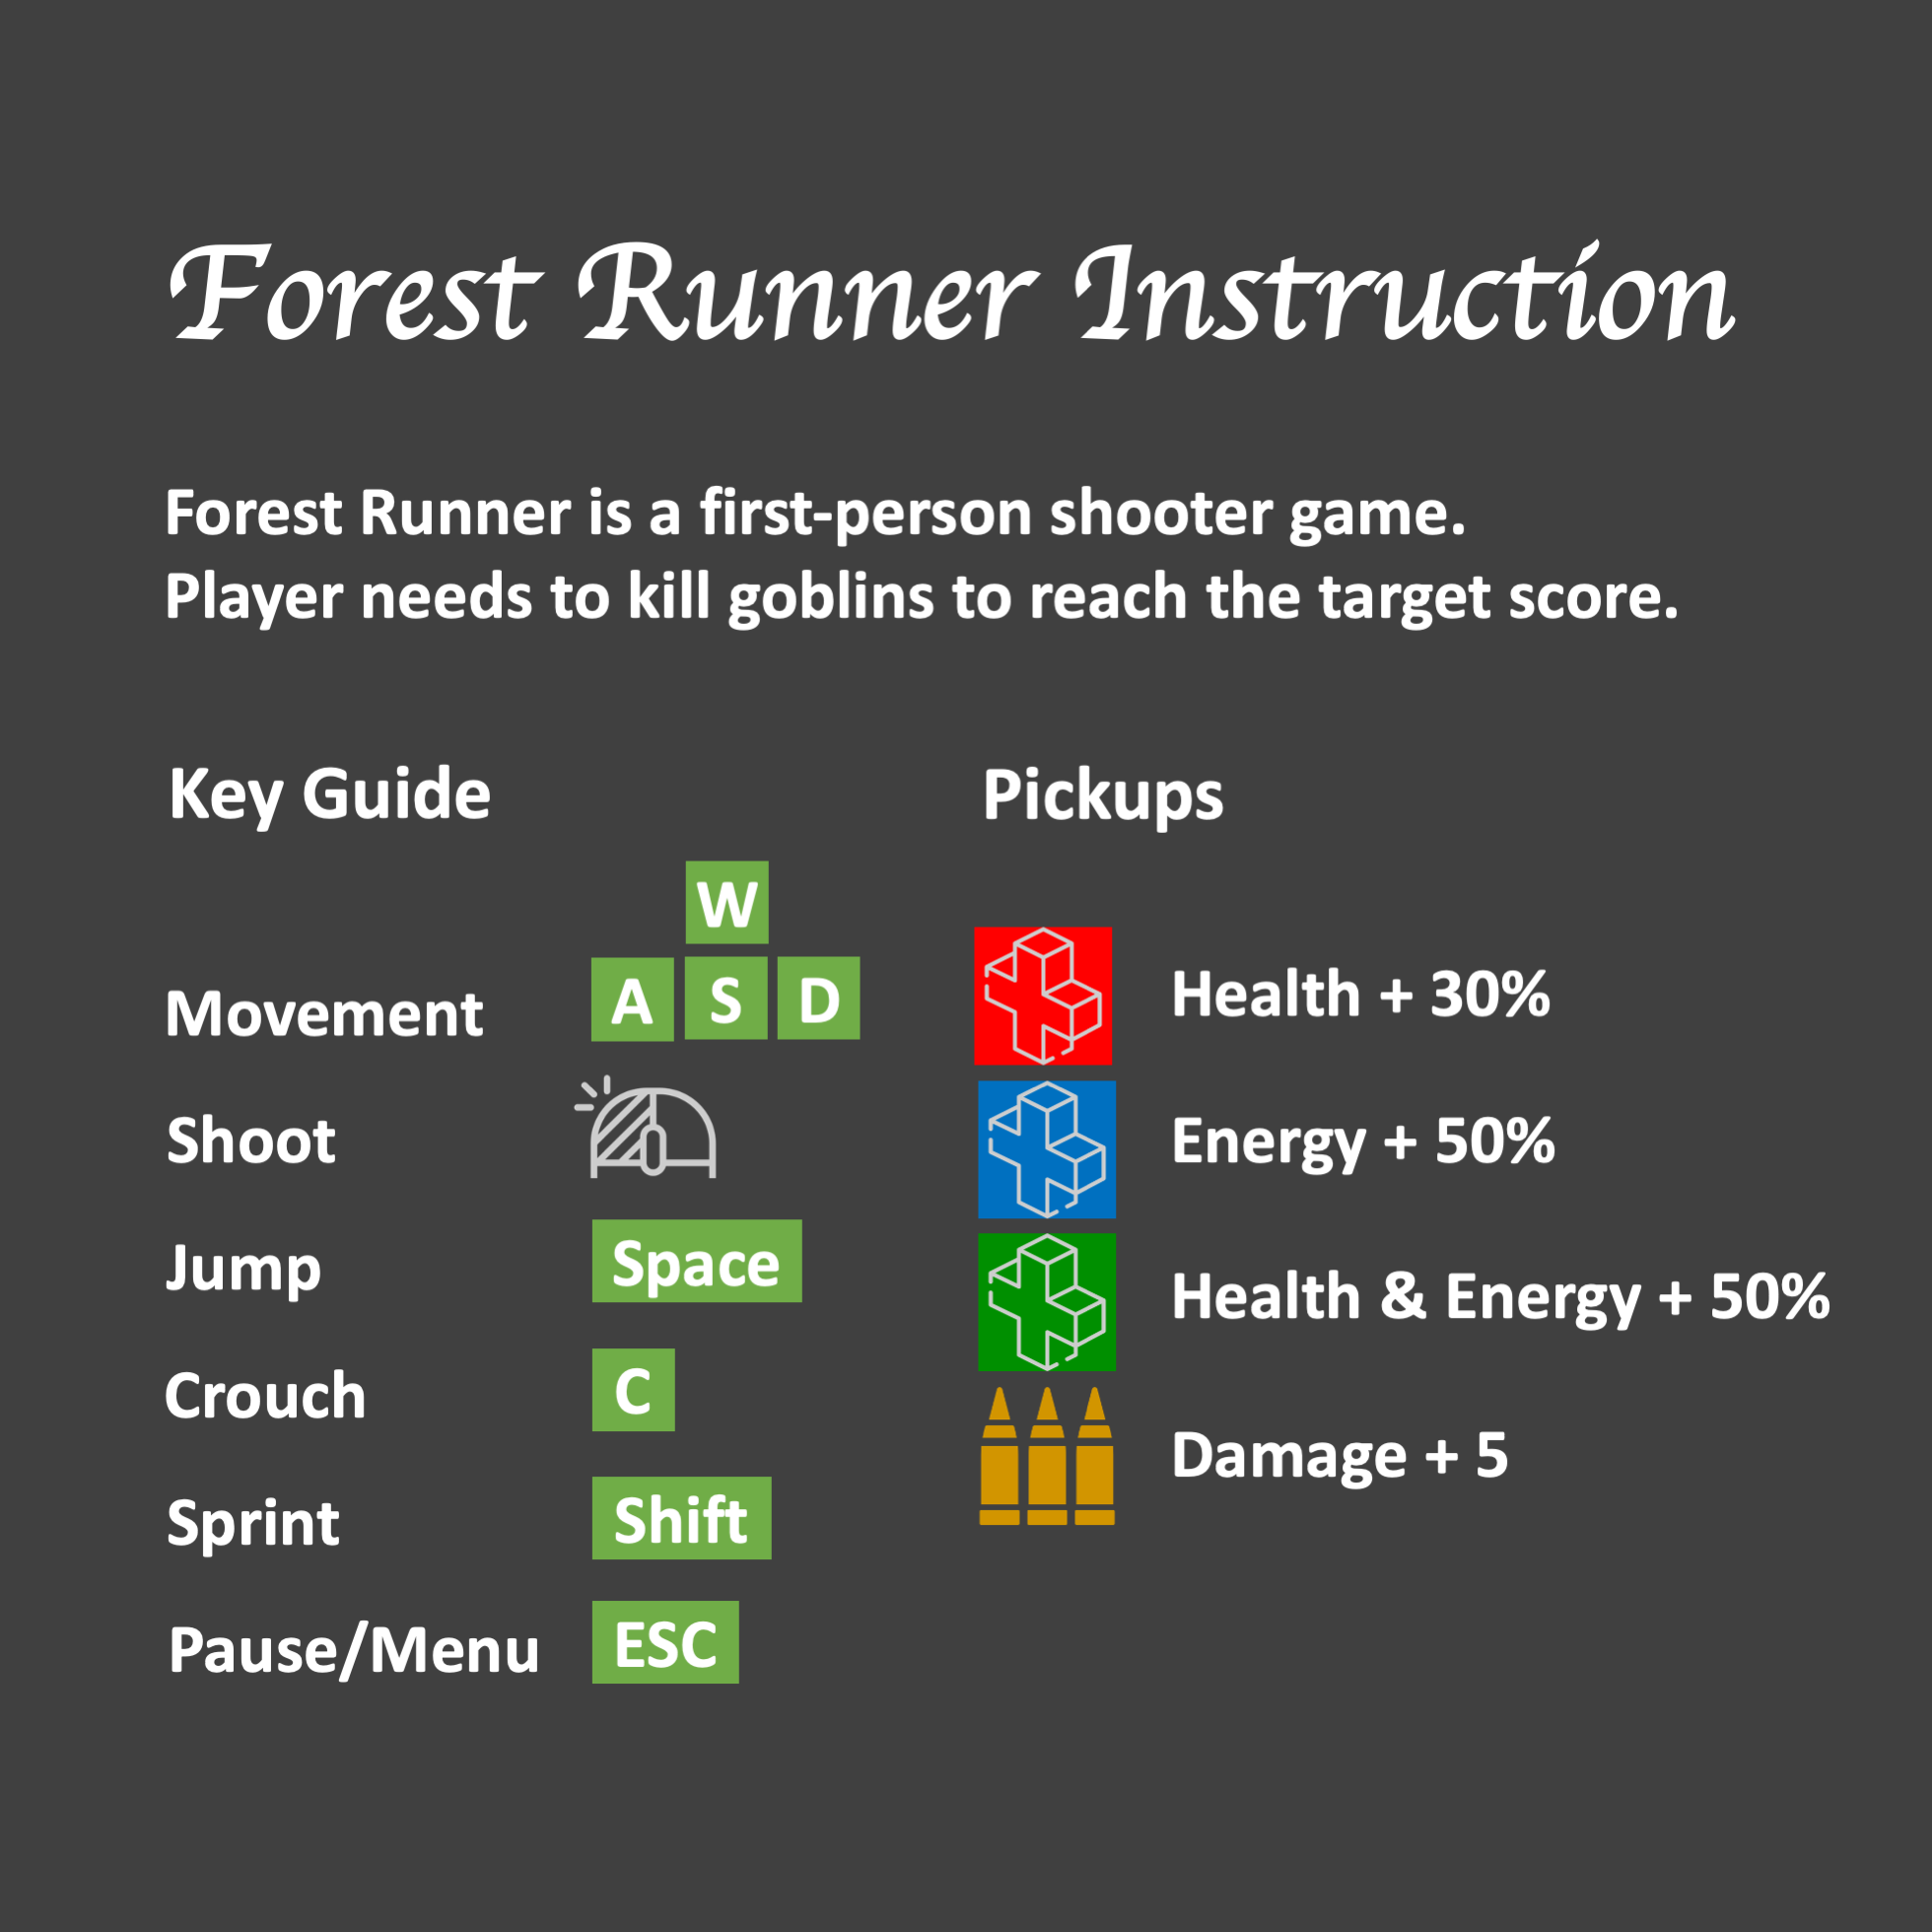 Forest Runner Instruction
Forest Runner is a first-person shooter game.
Player needs to kill goblins to reach the target score.
Key Guide
W
Movement A S D
Shoot
Jump Space
Crouch C
Sprint Shift
Pause/Menu ESC
Pickups
Health + 30%
Energy + 50%
Health & Energy + 50%
Damage + 5